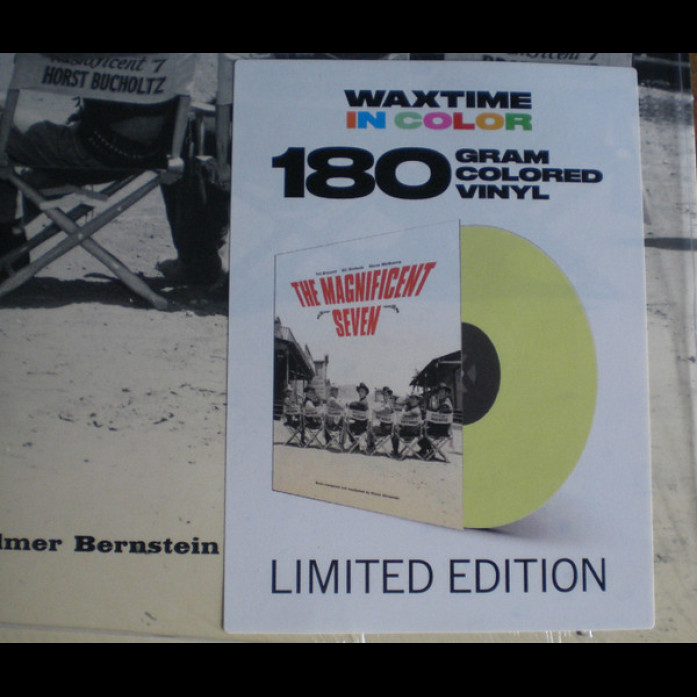 HORST BUCHOLTZ
WAXTIME
IN COLOR
180 GRAM
COLORED
VINYL
THE MAGNIFICENT
SEVEN
lmer Bernstein
LIMITED EDITION